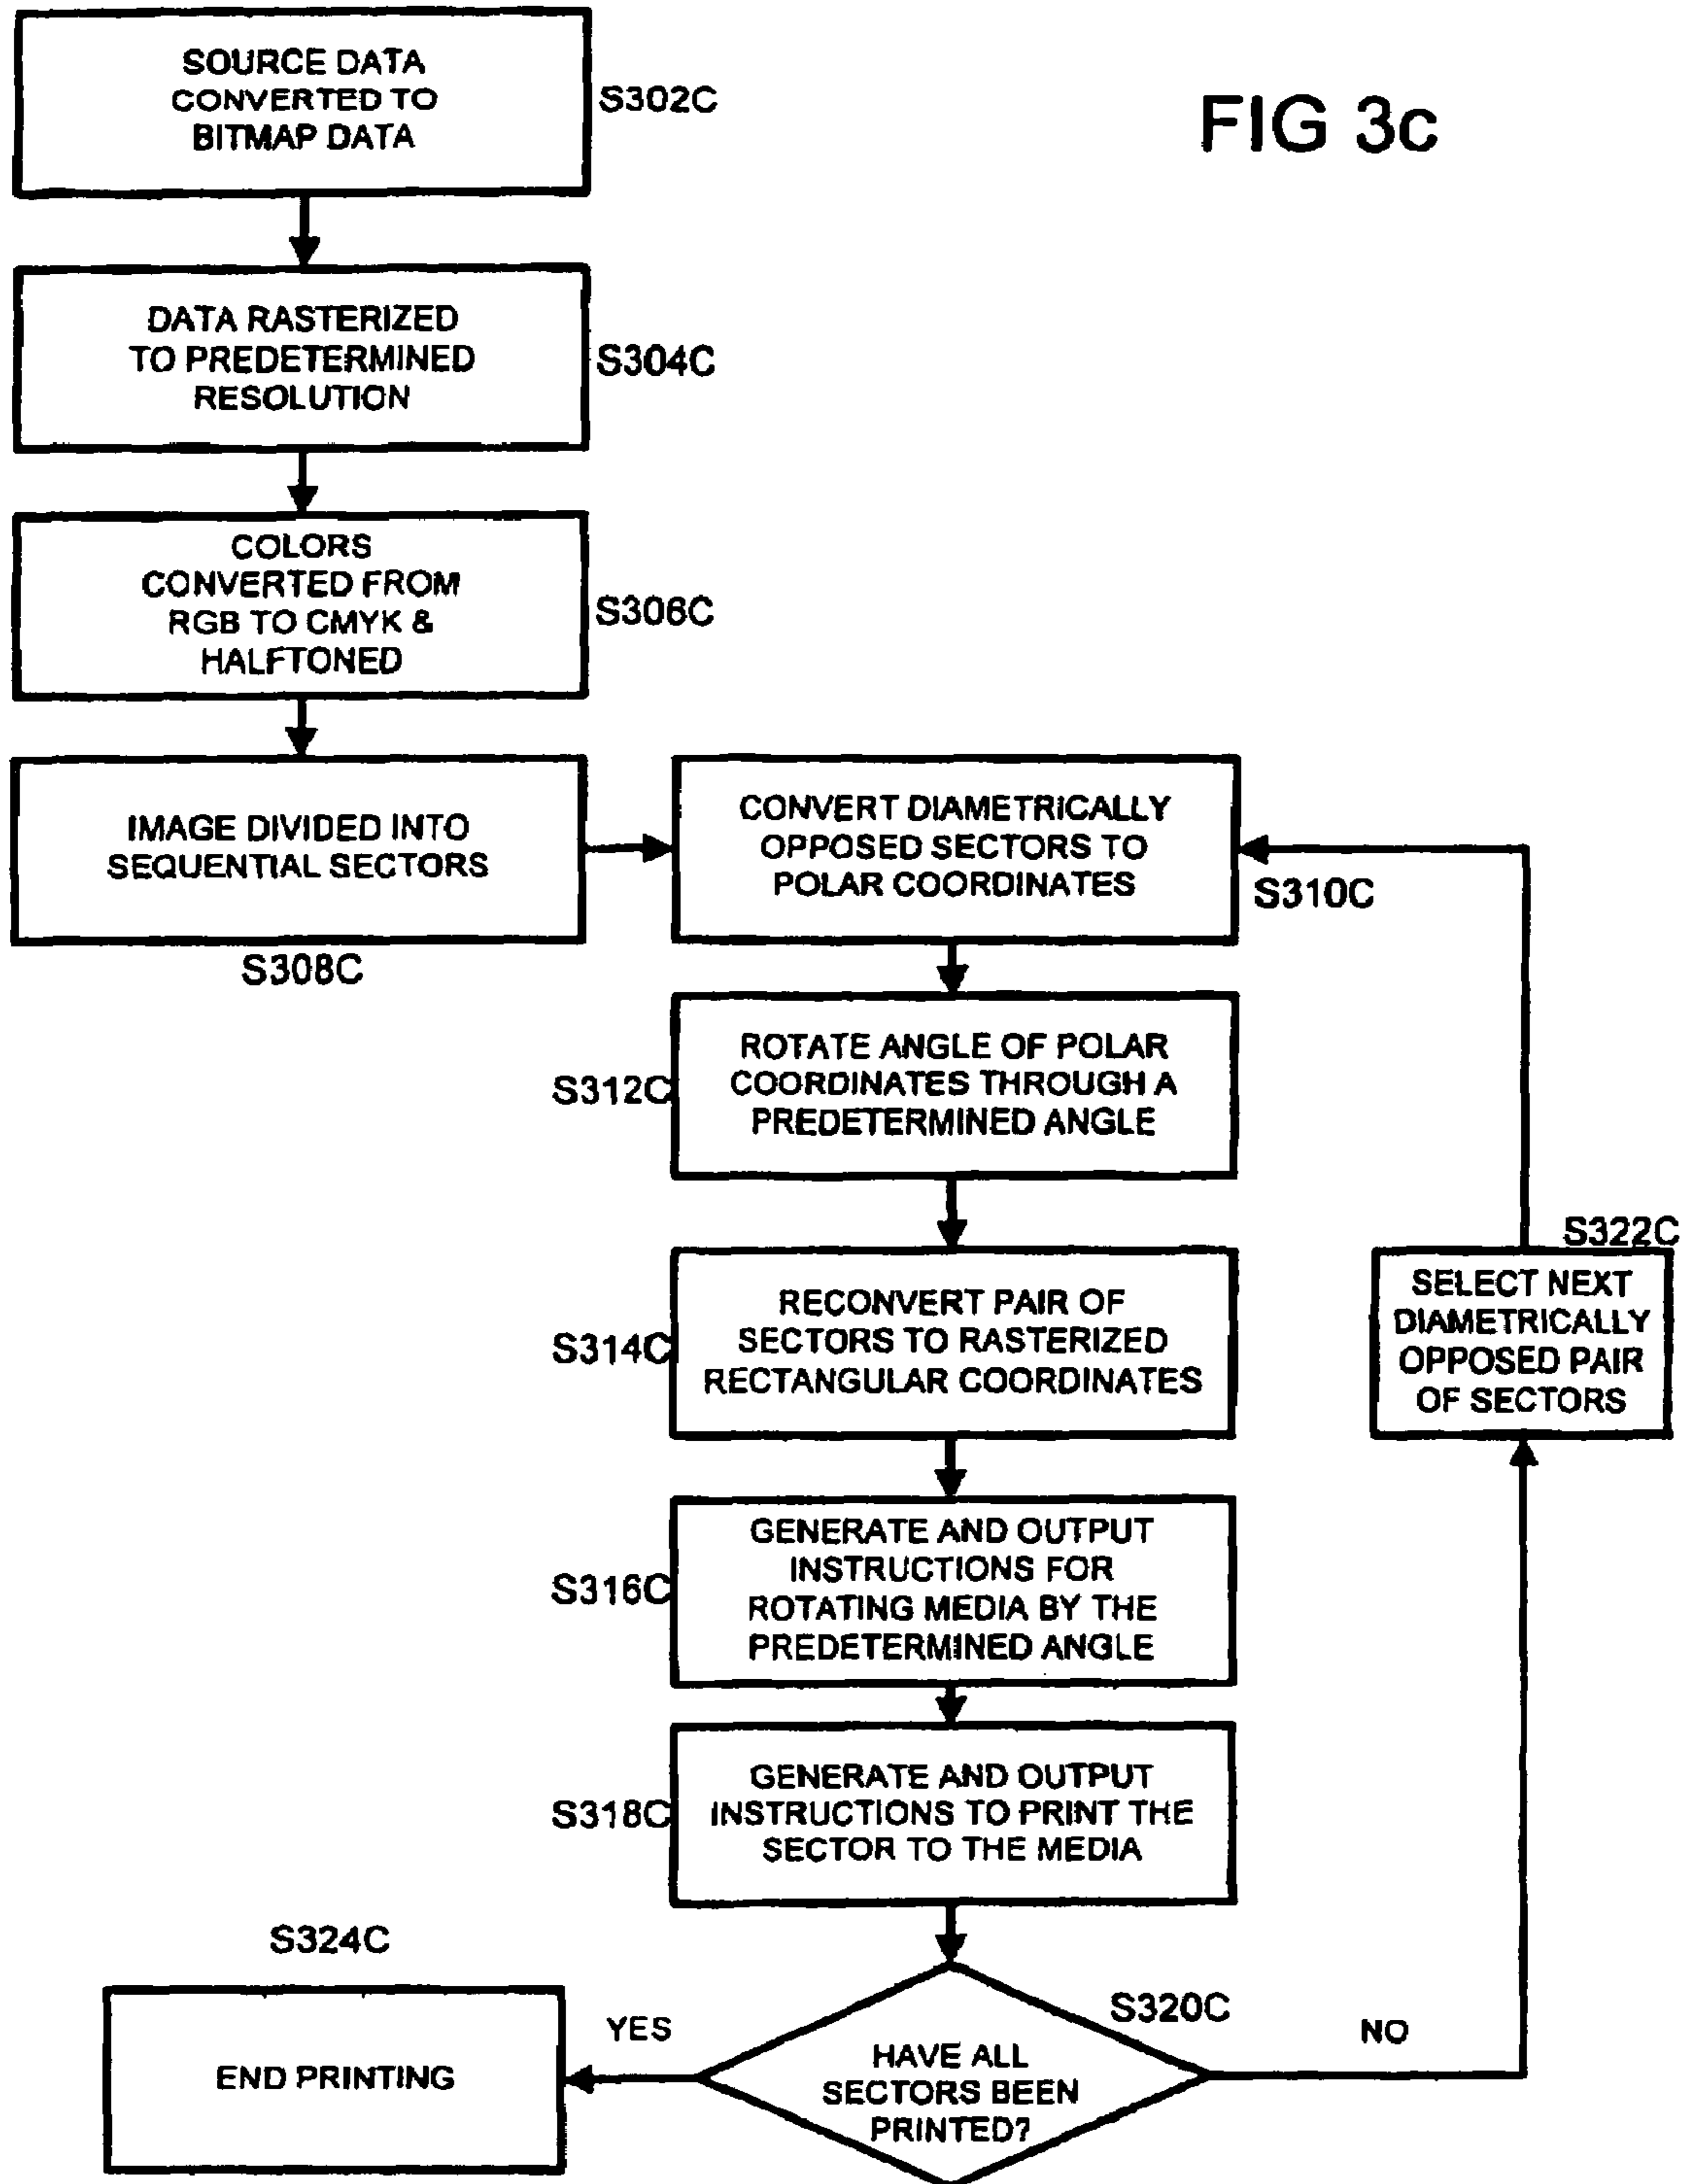 FIG 3c
SOURCE DATA
CONVERTED TO
BITMAP DATA
S302C
DATA RASTERIZED
TO PREDETERMINED
RESOLUTION
S304C
COLORS
CONVERTED FROM
RGB TO CMYK &
HALFTONED
S306C
IMAGE DIVIDED INTO
SEQUENTIAL SECTORS
S308C
CONVERT DIAMETRICALLY
OPPOSED SECTORS TO
POLAR COORDINATES
S310C
ROTATE ANGLE OF POLAR
COORDINATES THROUGH A
PREDETERMINED ANGLE
S312C
RECONVERT PAIR OF
SECTORS TO RASTERIZED
RECTANGULAR COORDINATES
S314C
GENERATE AND OUTPUT
INSTRUCTIONS FOR
ROTATING MEDIA BY THE
PREDETERMINED ANGLE
S316C
GENERATE AND OUTPUT
INSTRUCTIONS TO PRINT THE
SECTOR TO THE MEDIA
S318C
HAVE ALL
SECTORS BEEN
PRINTED?
S320C
NO
S322C
SELECT NEXT
DIAMETRICALLY
OPPOSED PAIR
OF SECTORS
YES
S324C
END PRINTING